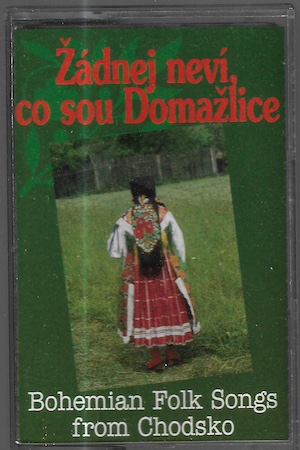 Žádnej neví,
co sou Domažlice
Bohemian Folk Songs
from Chodsko